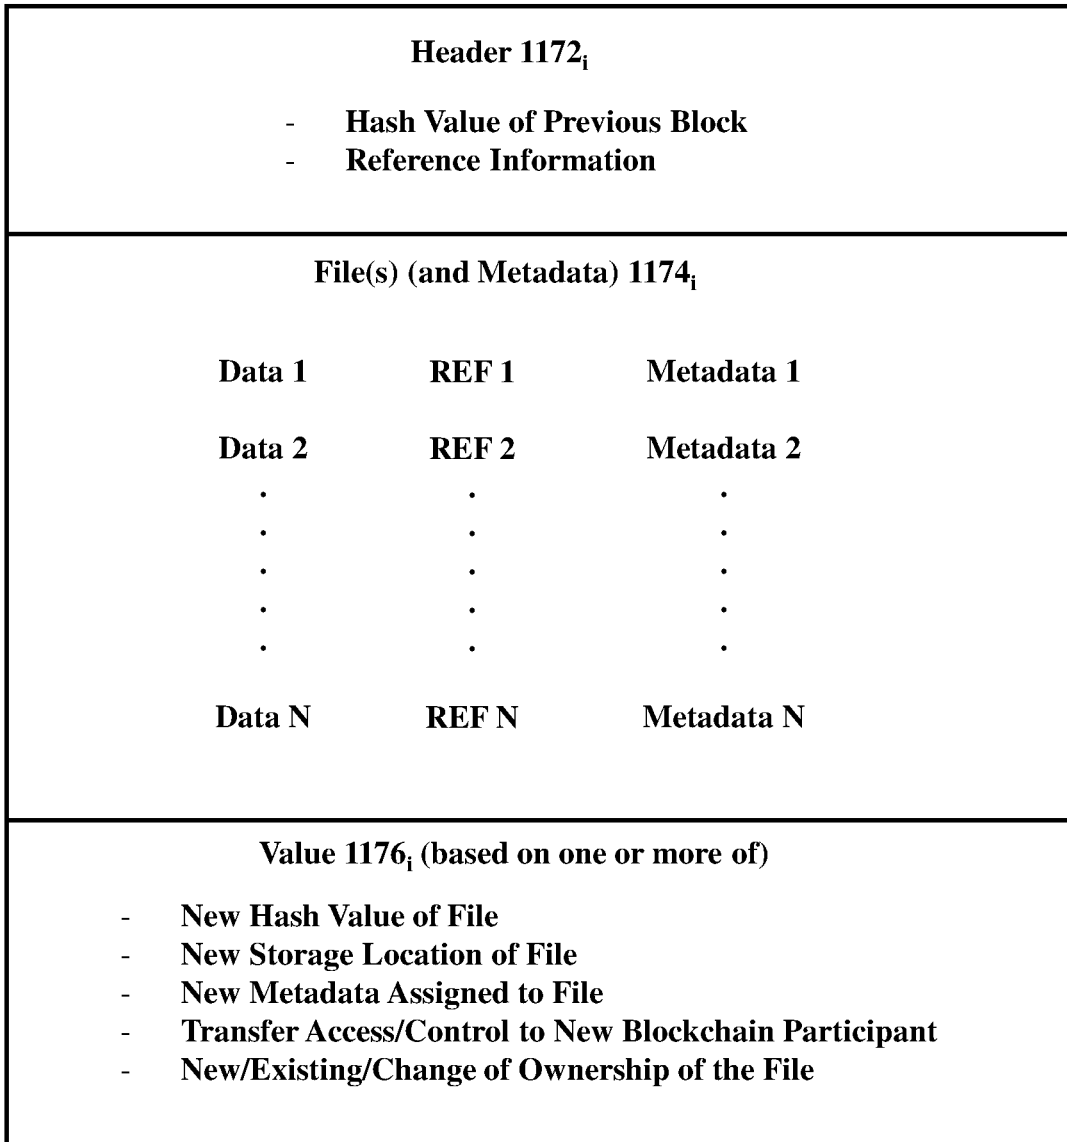 Header 1172i
- Hash Value of Previous Block
- Reference Information
File(s) (and Metadata) 1174i
Data 1 REF 1 Metadata 1
Data 2 REF 2 Metadata 2
. . .
. . .
. . .
. . .
. . .
Data N REF N Metadata N
Value 1176i (based on one or more of)
- New Hash Value of File
- New Storage Location of File
- New Metadata Assigned to File
- Transfer Access/Control to New Blockchain Participant
- New/Existing/Change of Ownership of the File